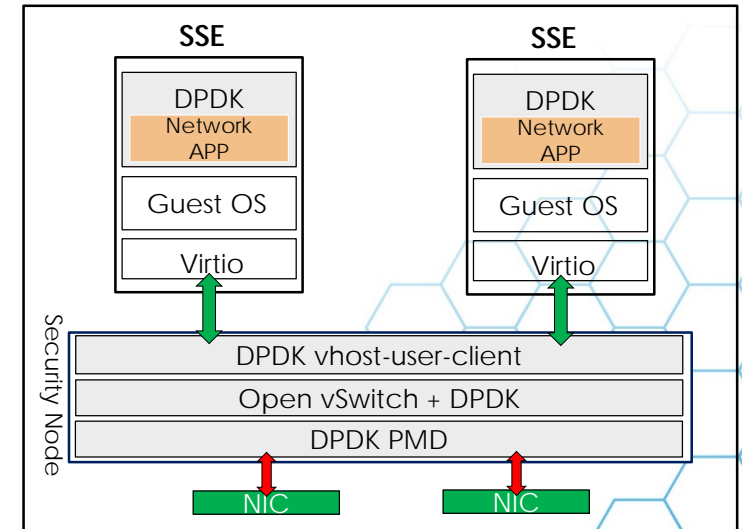 SSE
DPDK
Network
APP
Guest OS
Virtio
SSE
DPDK
Network
APP
Guest OS
Virtio
Security Node
DPDK vhost-user-client
Open vSwitch + DPDK
DPDK PMD
NIC
NIC